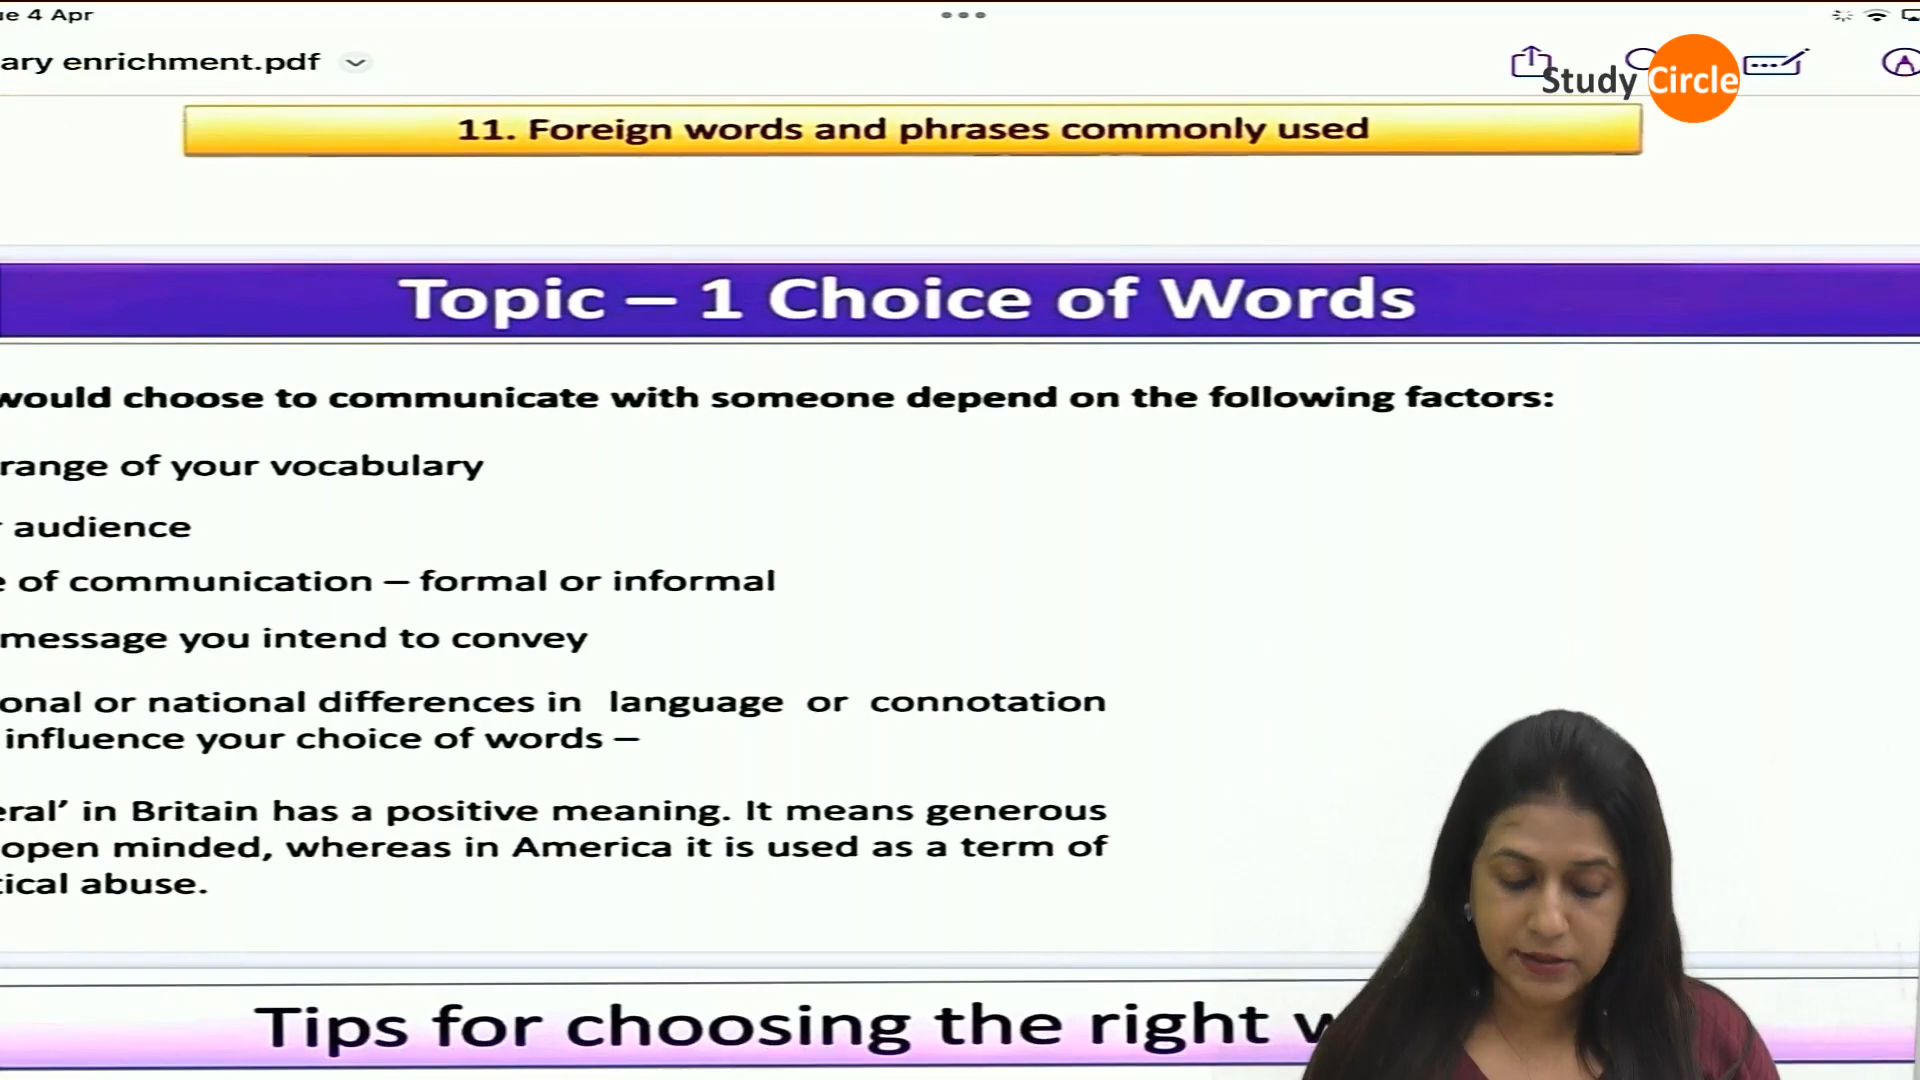 ue 4 Apr
ary enrichment.pdf
Study Circle
11. Foreign words and phrases commonly used
Topic – 1 Choice of Words
would choose to communicate with someone depend on the following factors:
range of your vocabulary
audience
of communication – formal or informal
message you intend to convey
onal or national differences in language or connotation
influence your choice of words –
eral’ in Britain has a positive meaning. It means generous
open minded, whereas in America it is used as a term of
tical abuse.
Tips for choosing the right